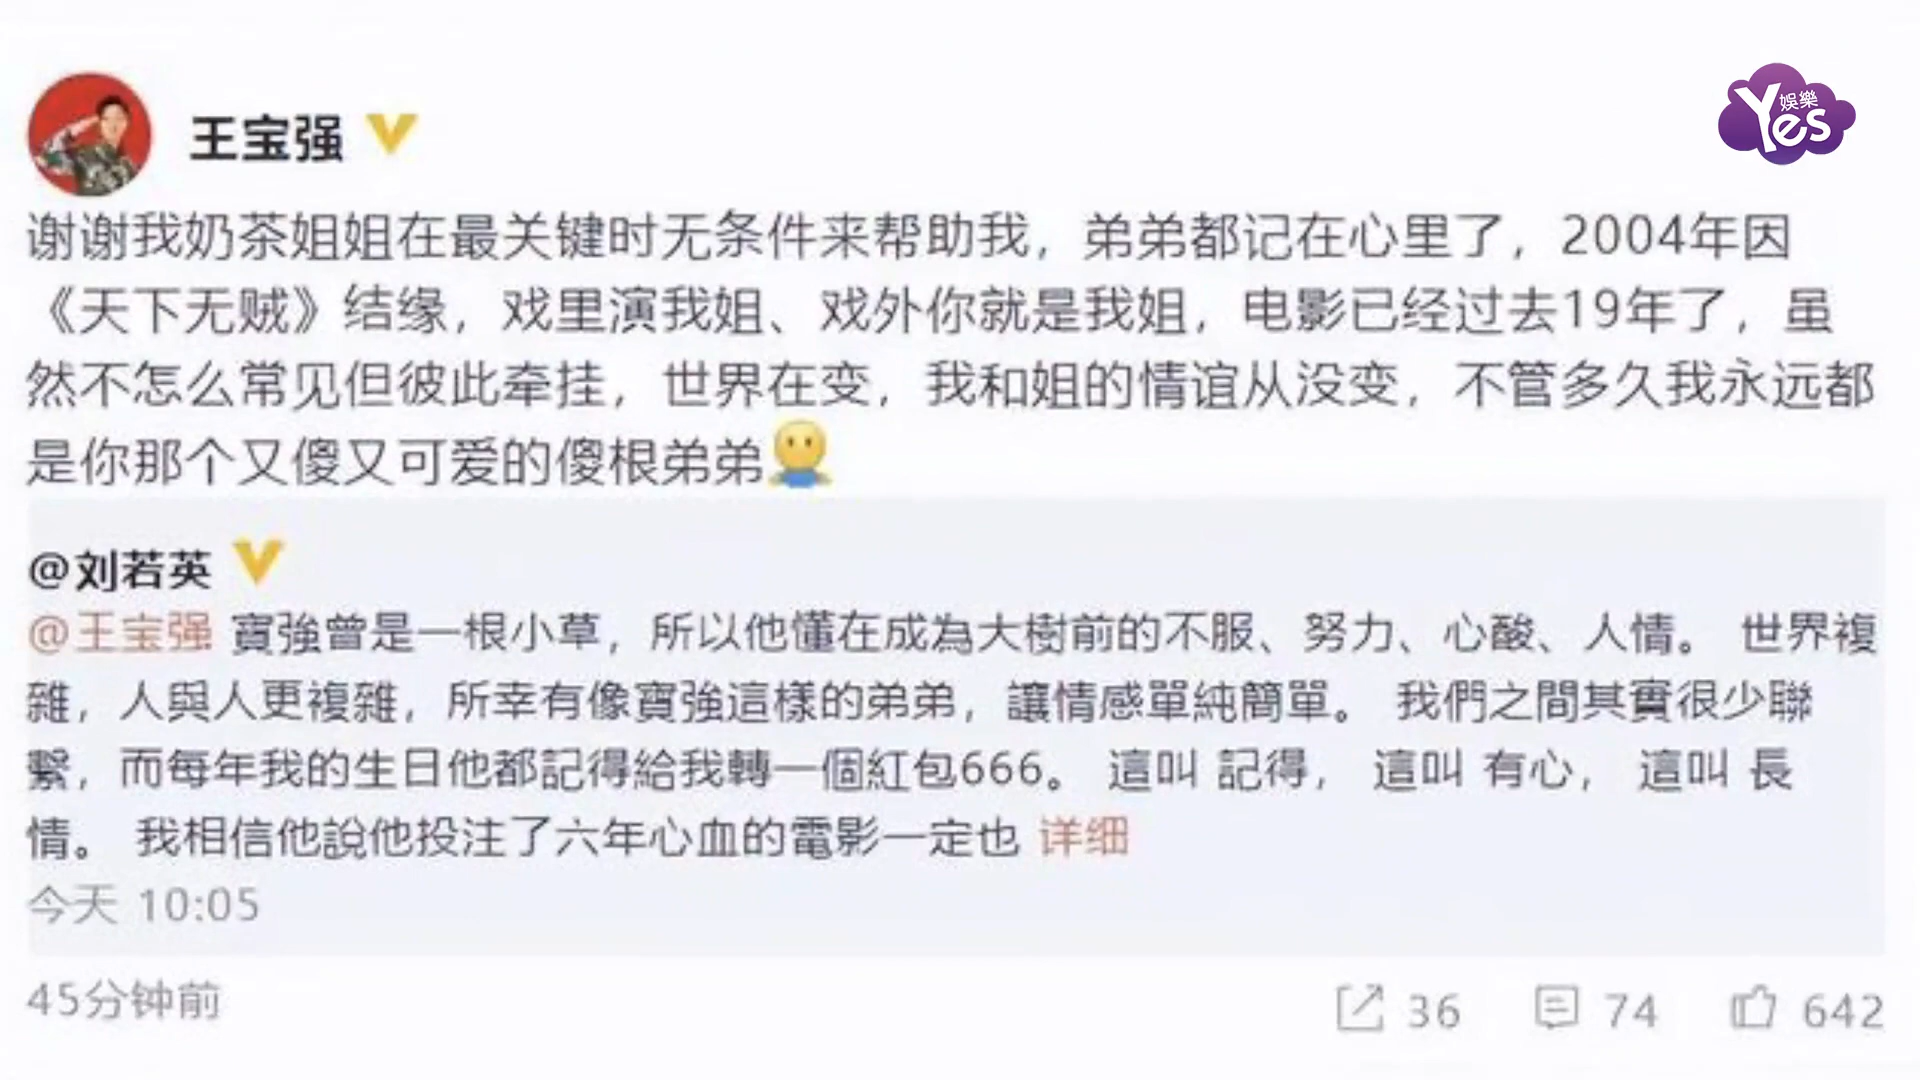 王宝强
娛樂
Yes
谢谢我奶茶姐姐在最关键时无条件来帮助我，弟弟都记在心里了，2004年因
《天下无贼》结缘，戏里演我姐、戏外你就是我姐，电影已经过去19年了，虽
然不怎么常见但彼此牵挂，世界在变，我和姐的情谊从没变，不管多久我永远都
是你那个又傻又可爱的傻根弟弟
@刘若英
@王宝强 寶強曾是一根小草，所以他懂在成為大樹前的不服、努力、心酸、人情。 世界複
雜，人與人更複雜，所幸有像寶強這樣的弟弟，讓情感單純簡單。 我們之間其實很少聯
繫，而每年我的生日他都記得給我轉一個紅包666。 這叫 記得， 這叫 有心， 這叫 長
情。 我相信他說他投注了六年心血的電影一定也 详细
今天 10:05
45分钟前
36 74 642